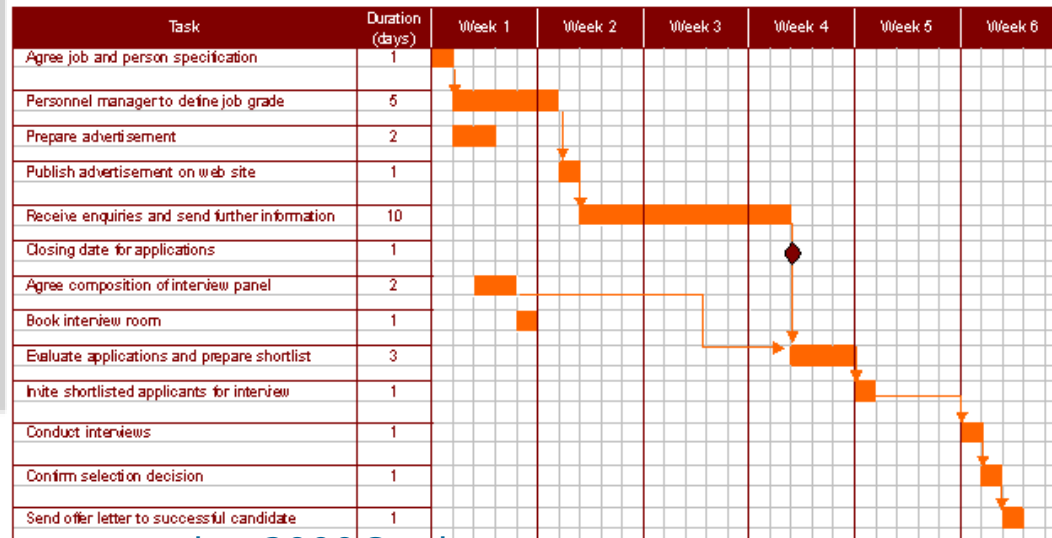 Task Duration (days) Week 1 Week 2 Week 3 Week 4 Week 5 Week 6
Agree job and person specification 1
Personnel manager to define job grade 5
Prepare advertisement 2
Publish advertisement on web site 1
Receive enquiries and send further information 10
Closing date for applications 1
Agree composition of interview panel 2
Book interview room 1
Evaluate applications and prepare shortlist 3
Invite shortlisted applicants for interview 1
Conduct interviews 1
Confirm selection decision 1
Send offer letter to successful candidate 1